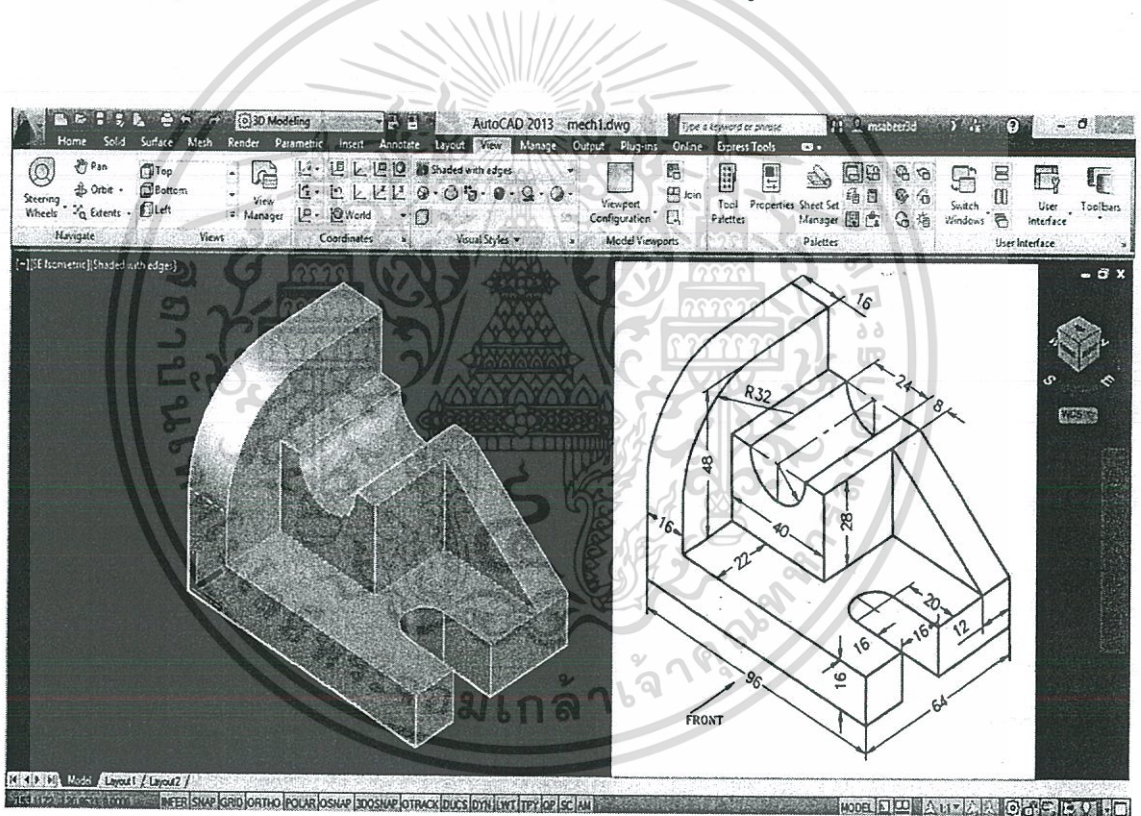 3D Modeling AutoCAD 2013 mech1.dwg Type a keyword or phrase msabeer3d
Home Solid Surface Mesh Render Parametric Insert Annotate Layout View Manage Output Plug-ins Online Express Tools
Steering Wheels
Pan
Orbit
Extents
Top
Bottom
Left
View Manager
World
Shaded with edges
Viewport Configuration
Join
Tool Palettes
Properties
Sheet Set Manager
Switch Windows
User Interface
Toolbars
Navigate Views Coordinates Visual Styles Model Viewports Palettes User Interface
[-][SE Isometric][Shaded with edges]
16
24
8
R32
48
40
28
16
22
20
16
16
12
16
96
64
FRONT
S
E
WCS
Model Layout1 Layout2
INFER SNAP GRID ORTHO POLAR OSNAP 3DOSNAP OTRACK DUCS DYN LWT TPY QP SC AM
MODEL 1:1